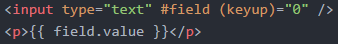 <input type="text" #field (keyup)="0" />
<p>{{ field.value }}</p>